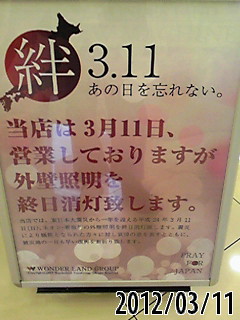 絆
3.11
あの日を忘れない。
当店は3月11日、
営業しておりますが
外壁照明を
終日消灯致します。
WONDER LAND GROUP
PRAY
FOR
JAPAN
2012/03/11